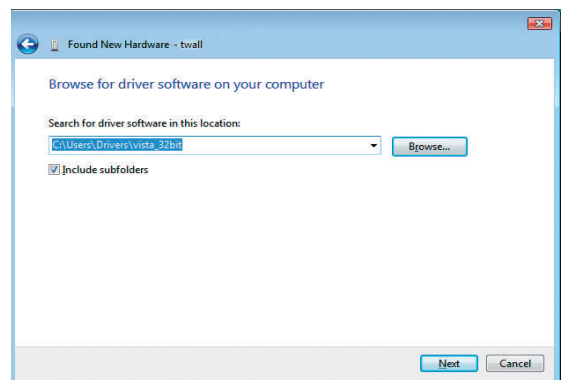 Found New Hardware - twall
Browse for driver software on your computer
Search for driver software in this location:
C:\Users\Drivers\vista_32bit
Browse...
Include subfolders
Next Cancel